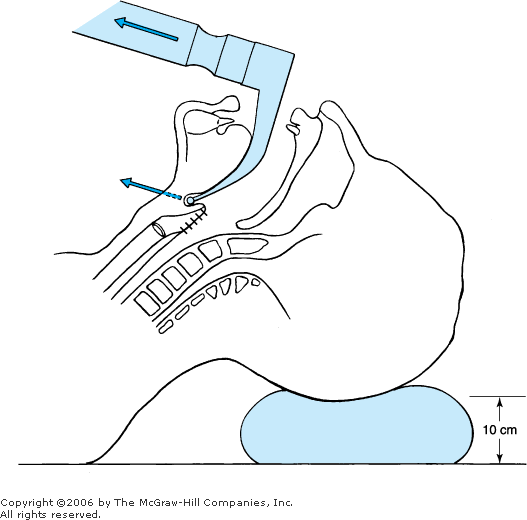 10 cm
Copyright ©2006 by The McGraw-Hill Companies, Inc.
All rights reserved.